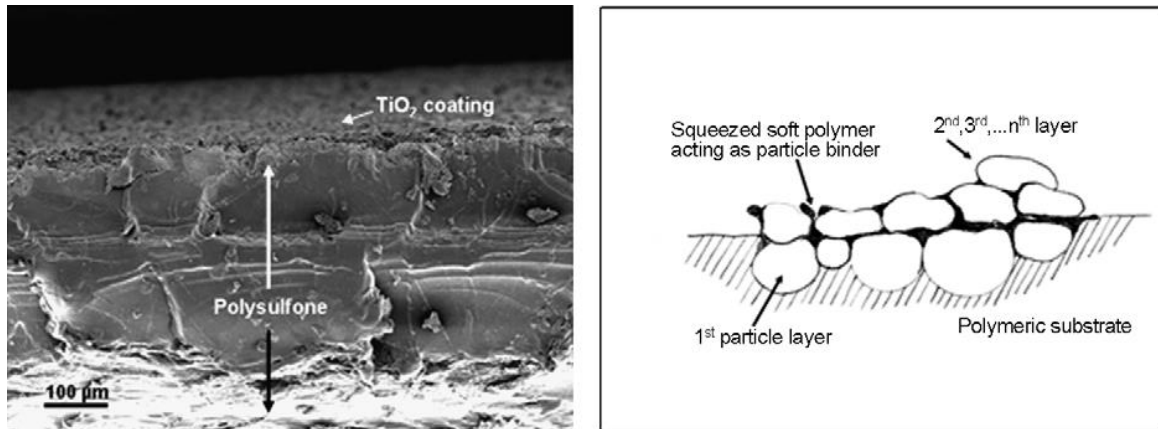 TiO₂ coating
Polysulfone
100 µm
Squeezed soft polymer
acting as particle binder
2nd,3rd,...nth layer
1st particle layer
Polymeric substrate